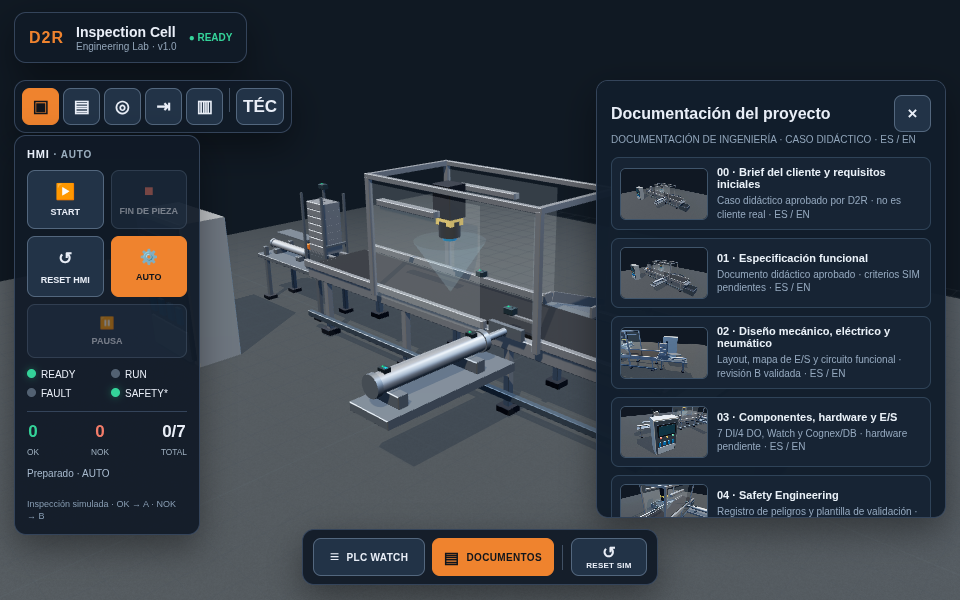 D2R
Inspection Cell
Engineering Lab · v1.0
● READY
TÉC
HMI · AUTO
START
FIN DE PIEZA
RESET HMI
AUTO
PAUSA
READY
RUN
FAULT
SAFETY*
0
0
0/7
OK
NOK
TOTAL
Preparado · AUTO
Inspección simulada · OK → A · NOK
→ B
Documentación del proyecto
×
DOCUMENTACIÓN DE INGENIERÍA · CASO DIDÁCTICO · ES / EN
00 · Brief del cliente y requisitos
iniciales
Caso didáctico aprobado por D2R · no es
cliente real · ES / EN
01 · Especificación funcional
Documento didáctico aprobado · criterios SIM
pendientes · ES / EN
02 · Diseño mecánico, eléctrico y
neumático
Layout, mapa de E/S y circuito funcional ·
revisión B validada · ES / EN
03 · Componentes, hardware y E/S
7 DI/4 DO, Watch y Cognex/DB · hardware
pendiente · ES / EN
04 · Safety Engineering
Registro de peligros y plantilla de validación ·
PLC WATCH
DOCUMENTOS
RESET SIM